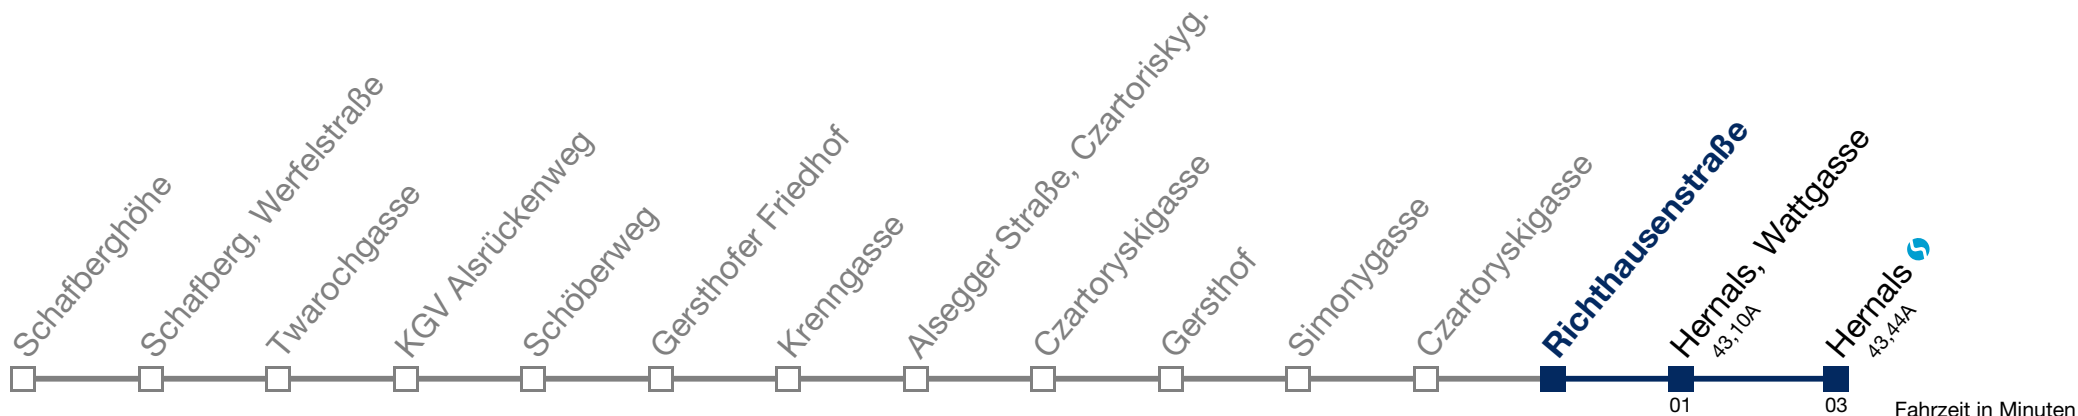 Schafberghöhe
Schafberg, Werfelstraße
Twarochgasse
KGV Alsrückenweg
Schöberweg
Gersthofer Friedhof
Krenngasse
Alsegger Straße, Czartoriskyg.
Czartoryskigasse
Gersthof
Simonygasse
Czartoryskigasse
Richthausenstraße
Hernals, Wattgasse
43,10A
Hernals
43,44A
01
03
Fahrzeit in Minuten